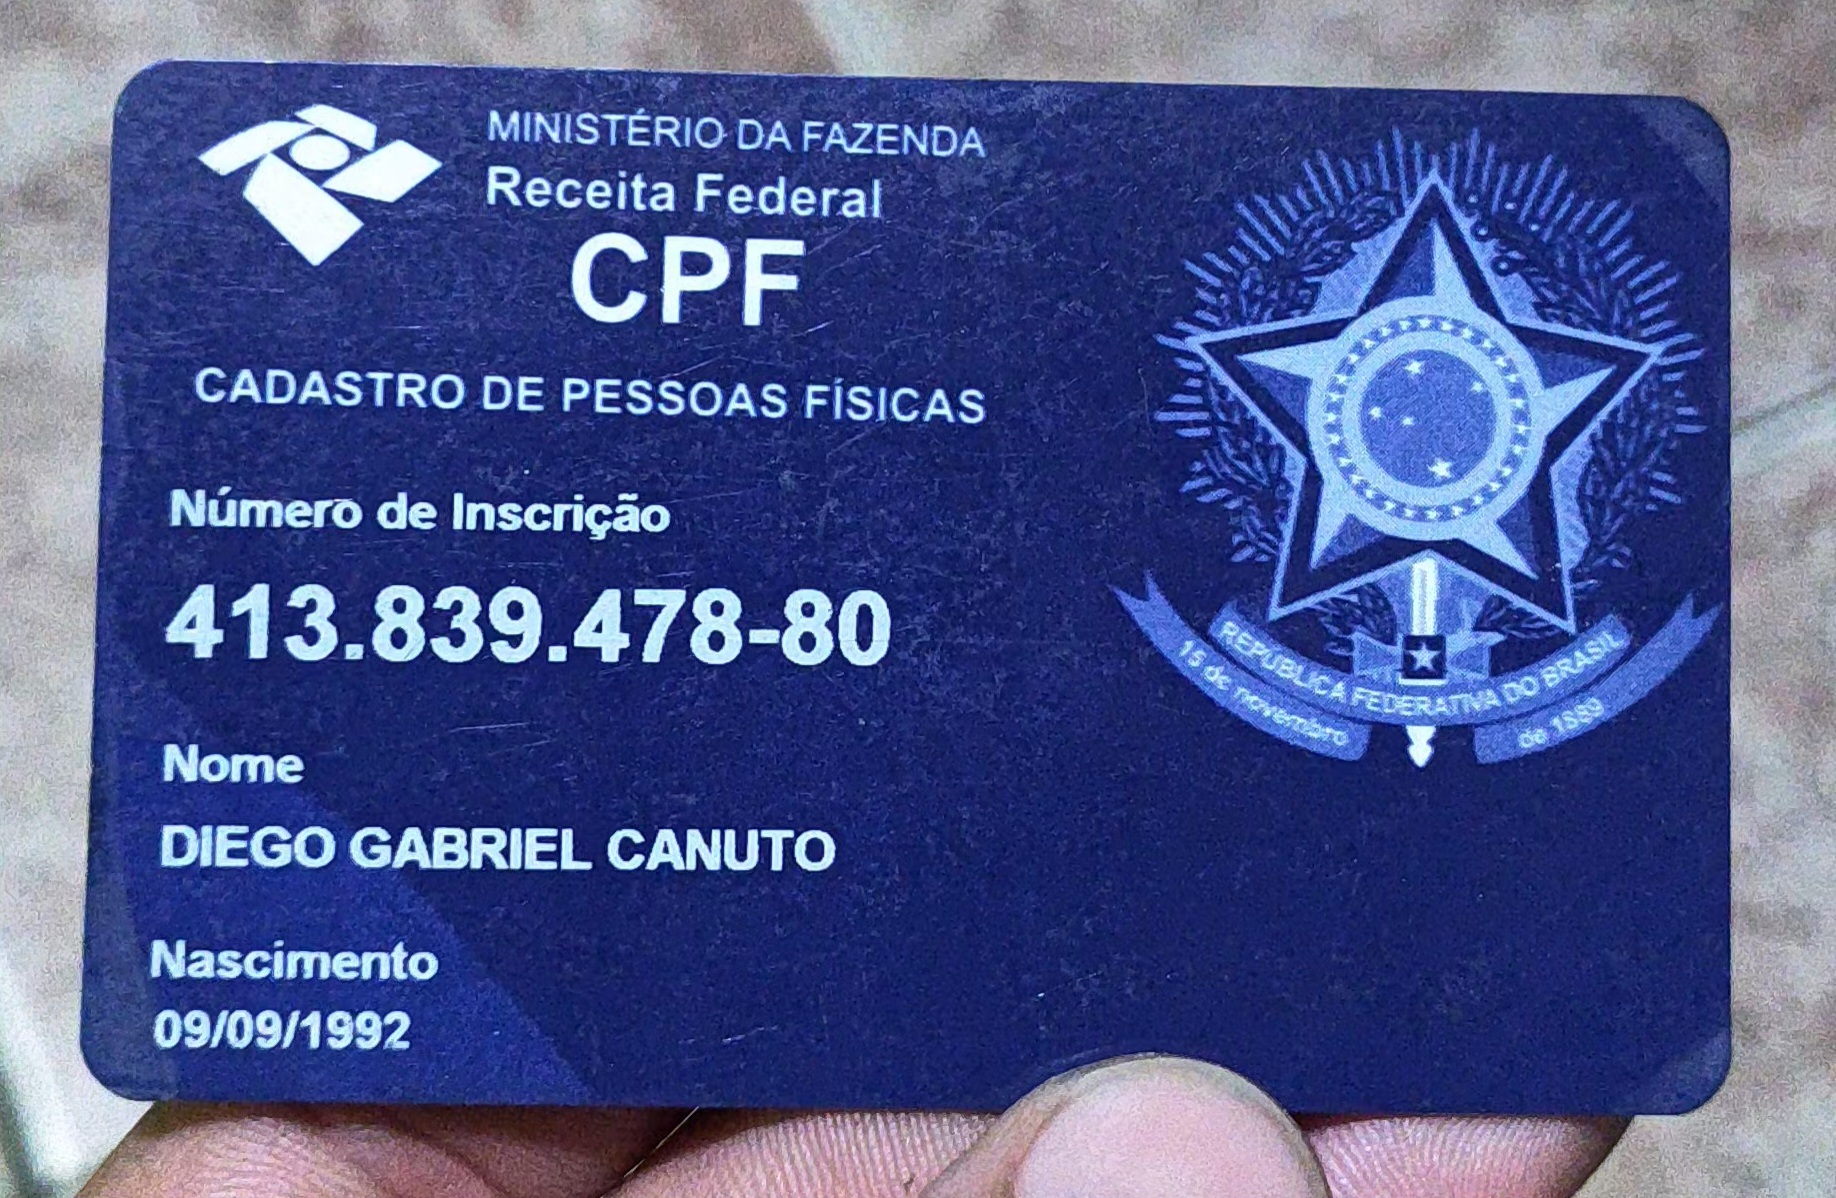 MINISTÉRIO DA FAZENDA
Receita Federal
CPF
CADASTRO DE PESSOAS FÍSICAS
Número de Inscrição
413.839.478-80
Nome
DIEGO GABRIEL CANUTO
Nascimento
09/09/1992
REPÚBLICA FEDERATIVA DO BRASIL
15 de novembro de 1889